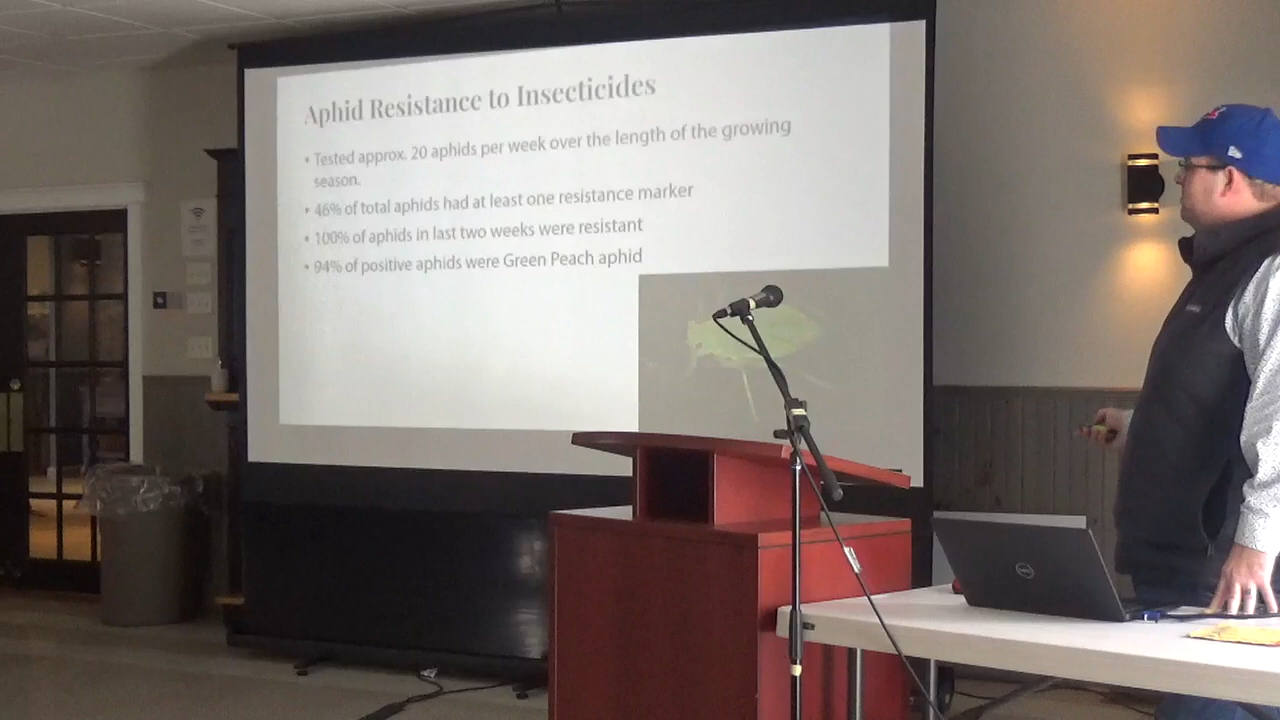 Aphid Resistance to Insecticides
• Tested approx. 20 aphids per week over the length of the growing
season.
• 46% of total aphids had at least one resistance marker
• 100% of aphids in last two weeks were resistant
• 94% of positive aphids were Green Peach aphid
DELL